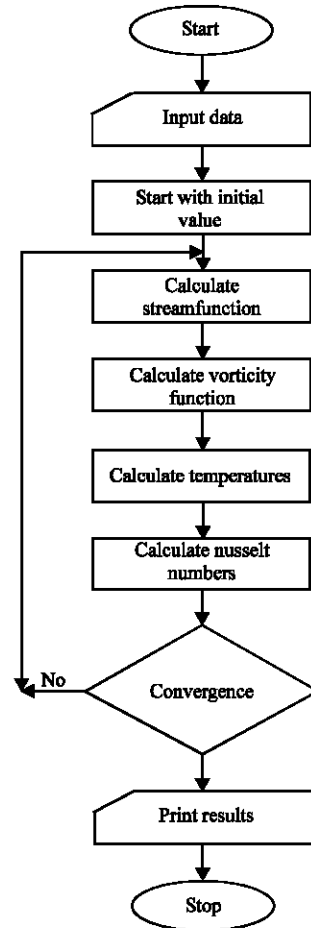 Start
Input data
Start with initial
value
Calculate
streamfunction
Calculate vorticity
function
Calculate temperatures
Calculate nusselt
numbers
Convergence
No
Print results
Stop